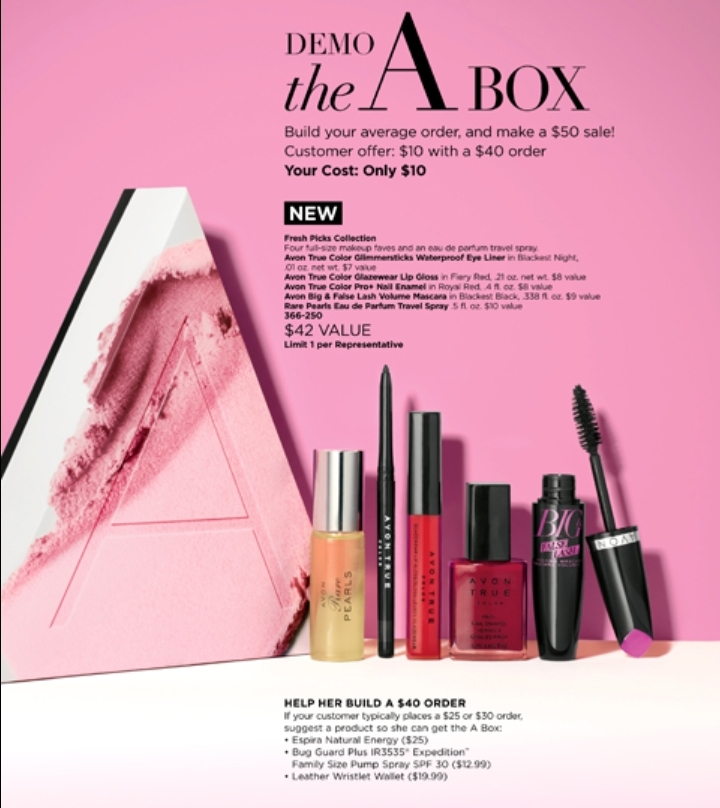 DEMO
the A BOX
Build your average order, and make a $50 sale!
Customer offer: $10 with a $40 order
Your Cost: Only $10
NEW
Fresh Picks Collection
Four full-size makeup faves and an eau de parfum travel spray.
Avon True Color Glimmersticks Waterproof Eye Liner in Blackest Night,
.01 oz. net wt. $7 value
Avon True Color Glazewear Lip Gloss in Fiery Red, .21 oz. net wt. $8 value
Avon True Color Pro+ Nail Enamel in Royal Red, .4 fl. oz. $8 value
Avon Big & False Lash Volume Mascara in Blackest Black, .338 fl. oz. $9 value
Rare Pearls Eau de Parfum Travel Spray .5 fl. oz. $10 value
366-250
$42 VALUE
Limit 1 per Representative
A
AVON
Rare
PEARLS
AVON TRUE
AVON TRUE
AVON
TRUE
BIG
FALSE
LASH
AVON
HELP HER BUILD A $40 ORDER
If your customer typically places a $25 or $30 order,
suggest a product so she can get the A Box:
• Espira Natural Energy ($25)
• Bug Guard Plus IR3535® Expedition™
Family Size Pump Spray SPF 30 ($12.99)
• Leather Wristlet Wallet ($19.99)